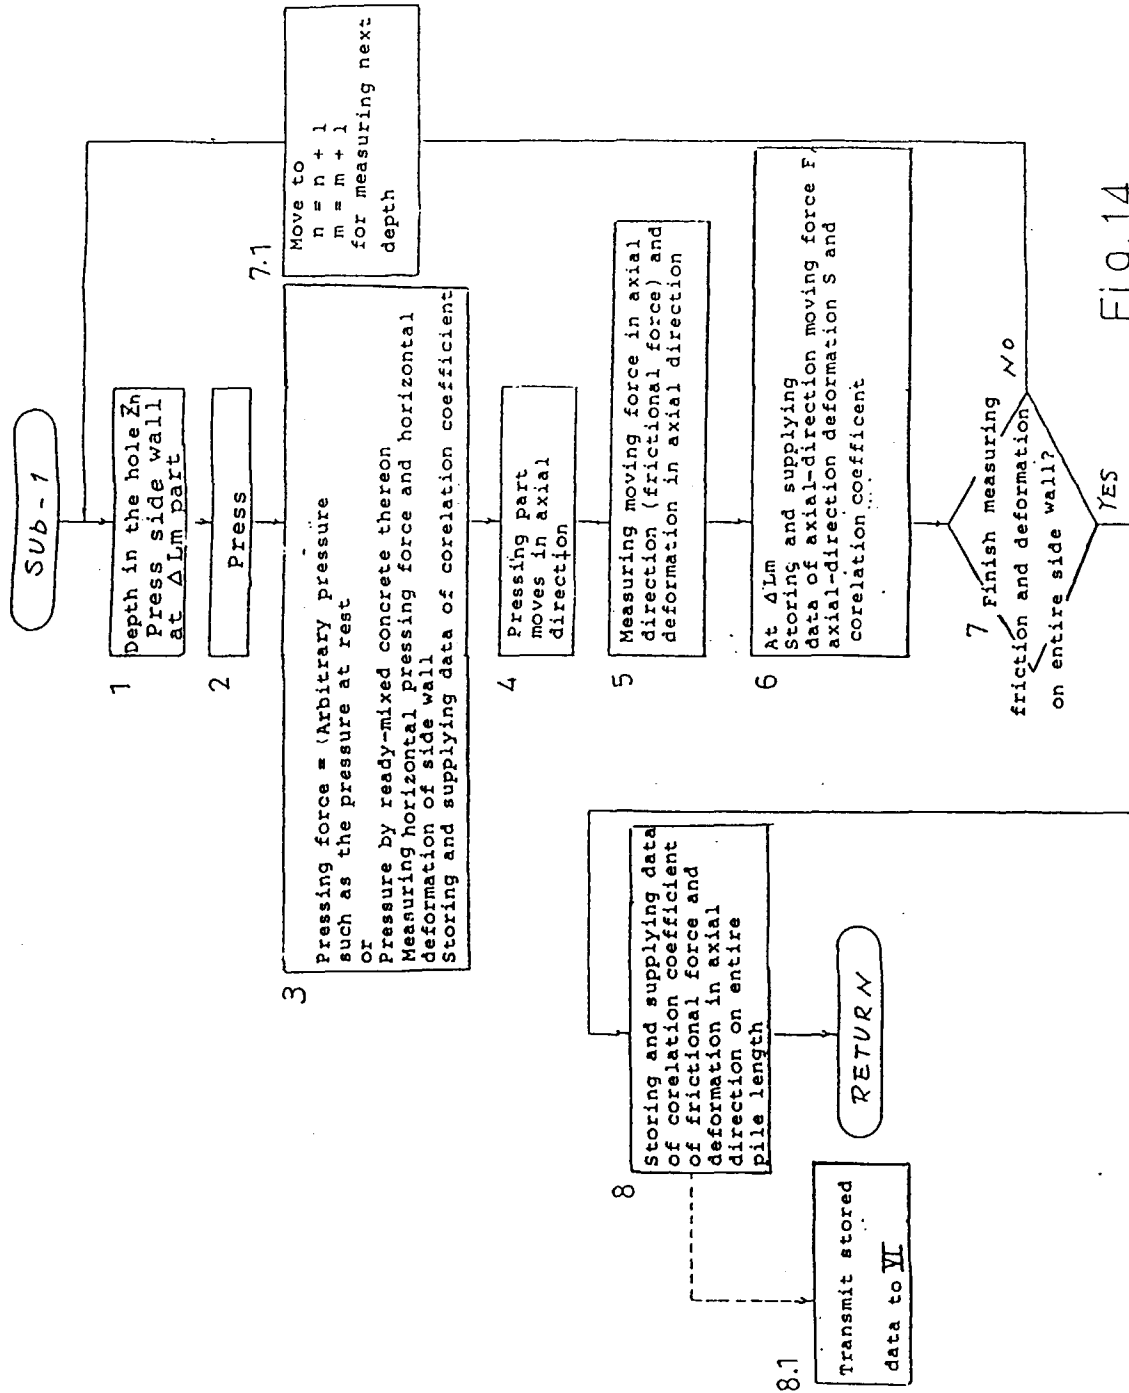 SUB-1
1
Depth in the hole Zn
Press side wall
at ΔLm part
2
Press
3
Pressing force = (Arbitrary pressure
such as the pressure at rest
or
Pressure by ready-mixed concrete thereon
Measuring horizontal pressing force and horizontal
deformation of side wall
Storing and supplying data of corelation coefficient
4
Pressing part
moves in axial
direction
5
Measuring moving force in axial
direction (frictional force) and
deformation in axial direction
6
At ΔLm
Storing and supplying
data of axial-direction moving force F,
axial-direction deformation S and
corelation coefficent
7
Finish measuring
friction and deformation
on entire side wall?
NO
YES
7.1
Move to
n = n + 1
m = m + 1
for measuring next
depth
8
Storing and supplying data
of corelation coefficient
of frictional force and
deformation in axial
direction on entire
pile length
RETURN
8.1
Transmit stored
data to VI
Fig. 14